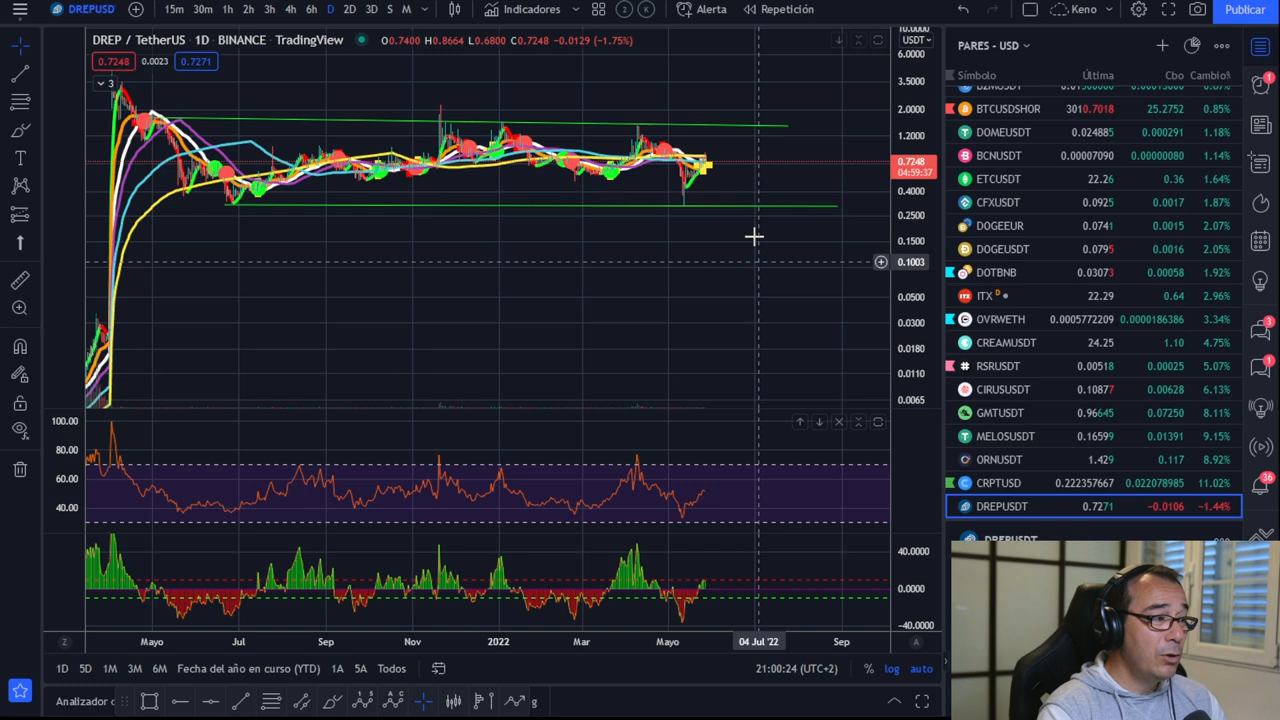 DREPUSD 15m 30m 1h 2h 3h 4h 6h D 2D 3D S M Indicadores 2 K Alerta Repetición Keno Publicar
DREP / TetherUS 1D BINANCE TradingView O0.7400 H0.8664 L0.6800 C0.7248 −0.0129 (−1.75%)
0.7248 0.0023 0.7271
3
USDT
6.0000
3.5000
2.0000
1.2000
0.7248
04:59:37
0.4000
0.2500
0.1500
0.1003
0.0500
0.0300
0.0180
0.0110
0.0065
100.00
80.00
60.00
40.00
40.0000
0.0000
−40.0000
Z Mayo Jul Sep Nov 2022 Mar Mayo 04 Jul '22 Sep A
1D 5D 1M 3M 6M Fecha del año en curso (YTD) 1A 5A Todos 21:00:24 (UTC+2) % log auto
Analizador
PARES - USD
Símbolo Última Cbo Cambio%
BTCUSDSHOR 3010.7018 25.2752 0.85%
DOMEUSDT 0.024885 0.000291 1.18%
BCNUSDT 0.00007090 0.00000080 1.14%
ETCUSDT 22.26 0.36 1.64%
CFXUSDT 0.0925 0.0017 1.87%
DOGEEUR 0.0741 0.0015 2.07%
DOGEUSDT 0.0795 0.0016 2.05%
DOTBNB 0.03073 0.00058 1.92%
ITX D 22.29 0.64 2.96%
OVRWETH 0.0005772209 0.0000186386 3.34%
CREAMUSDT 24.25 1.10 4.75%
RSRUSDT 0.00518 0.00025 5.07%
CIRUSUSDT 0.10877 0.00628 6.13%
GMTUSDT 0.96645 0.07250 8.11%
MELOSUSDT 0.16599 0.01391 9.15%
ORNUSDT 1.429 0.117 8.92%
CRPTUSD 0.222357667 0.022078985 11.02%
DREPUSDT 0.7271 −0.0106 −1.44%
DREPUSDT
1
3
1
36